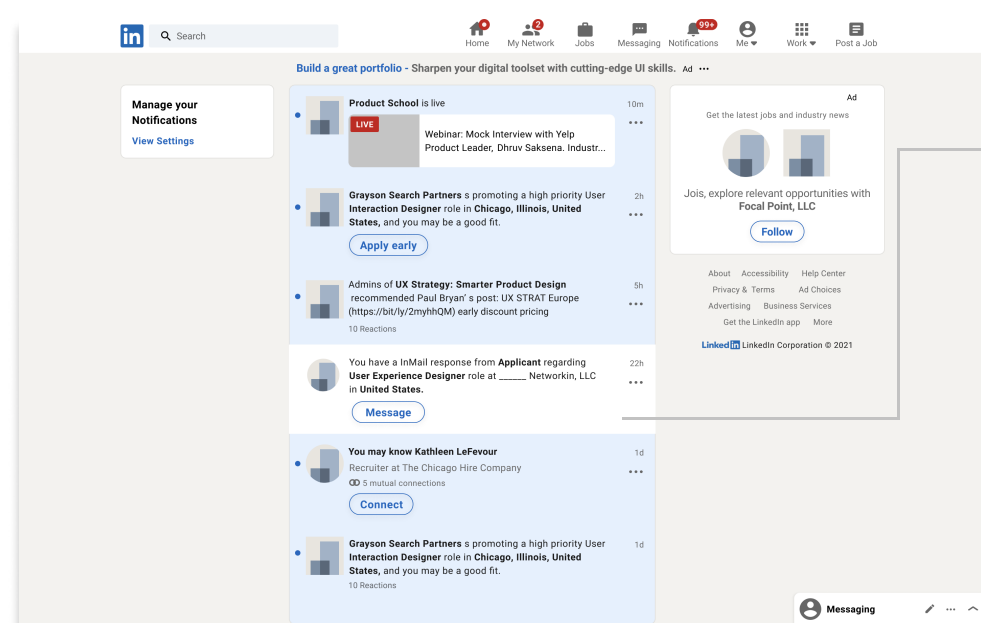 in
Search
99+
2
Home
My Network
Jobs
Messaging
Notifications
Me
Work
Post a Job
Build a great portfolio - Sharpen your digital toolset with cutting-edge UI skills. Ad
Manage your
Notifications
View Settings
Product School is live
10m
LIVE
Webinar: Mock Interview with Yelp
Product Leader, Dhruv Saksena. Industr...
Grayson Search Partners s promoting a high priority User
2h
Interaction Designer role in Chicago, Illinois, United
States, and you may be a good fit.
Apply early
Admins of UX Strategy: Smarter Product Design
5h
recommended Paul Bryan' s post: UX STRAT Europe
(https://bit/ly/2myhhQM) early discount pricing
10 Reactions
You have a InMail response from Applicant regarding
22h
User Experience Designer role at ______ Networkin, LLC
in United States.
Message
You may know Kathleen LeFevour
1d
Recruiter at The Chicago Hire Company
5 mutual connections
Connect
Grayson Search Partners s promoting a high priority User
1d
Interaction Designer role in Chicago, Illinois, United
States, and you may be a good fit.
10 Reactions
Ad
Get the latest jobs and industry news
Jois, explore relevant opportunities with
Focal Point, LLC
Follow
About Accessibility Help Center
Privacy & Terms Ad Choices
Advertising Business Services
Get the LinkedIn app More
Linked in LinkedIn Corporation © 2021
Messaging